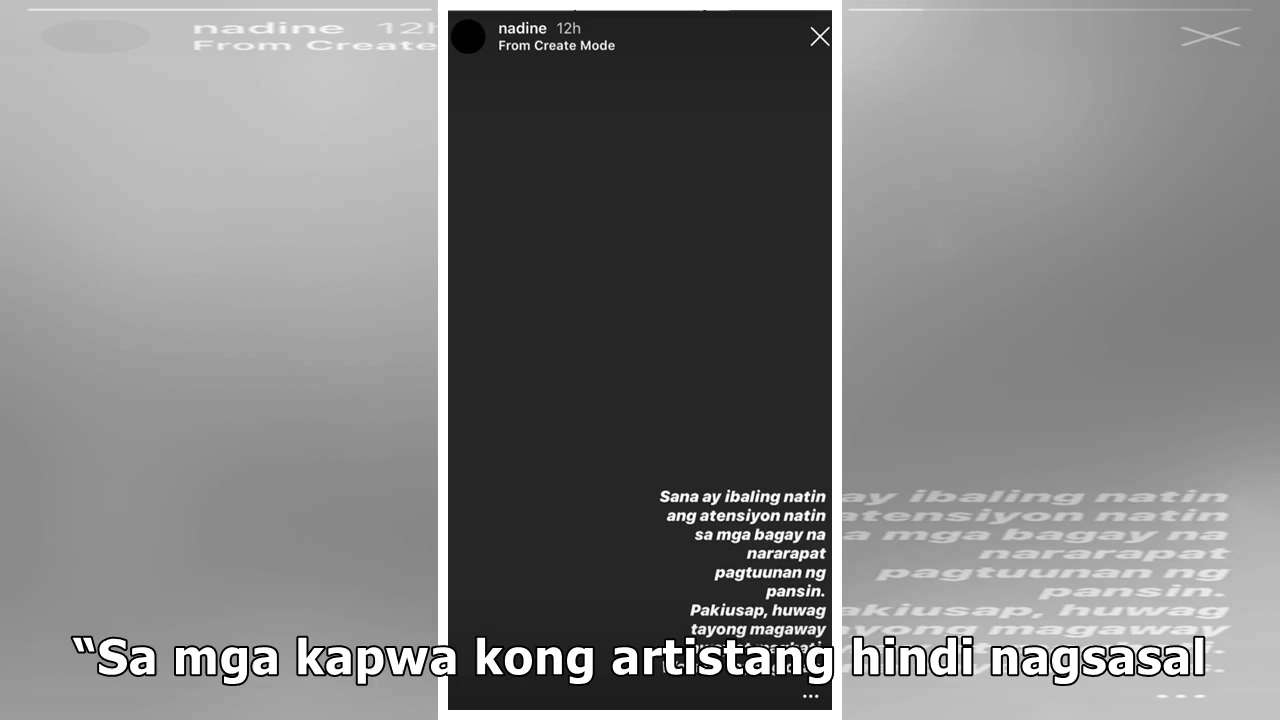 nadine 12h
From Create Mode
Sana ay ibaling natin
ang atensiyon natin
sa mga bagay na
nararapat
pagtuunan ng
pansin.
Pakiusap, huwag
tayong magaway
“Sa mga kapwa kong artistang hindi nagsasal